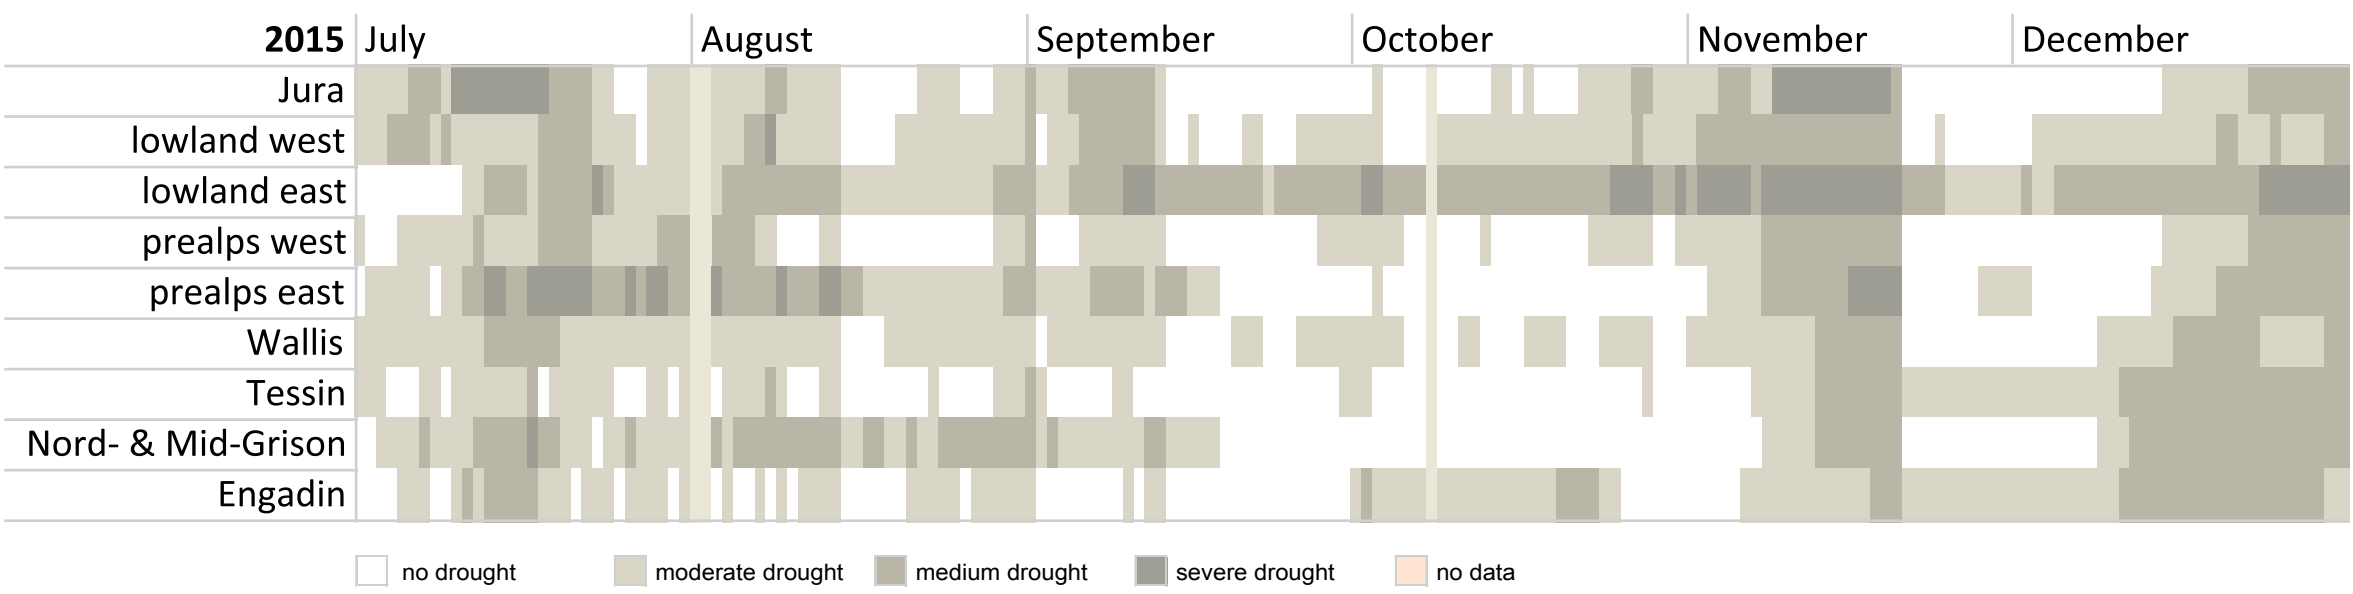 2015 July August September October November December
Jura
lowland west
lowland east
prealps west
prealps east
Wallis
Tessin
Nord- & Mid-Grison
Engadin
no drought moderate drought medium drought severe drought no data